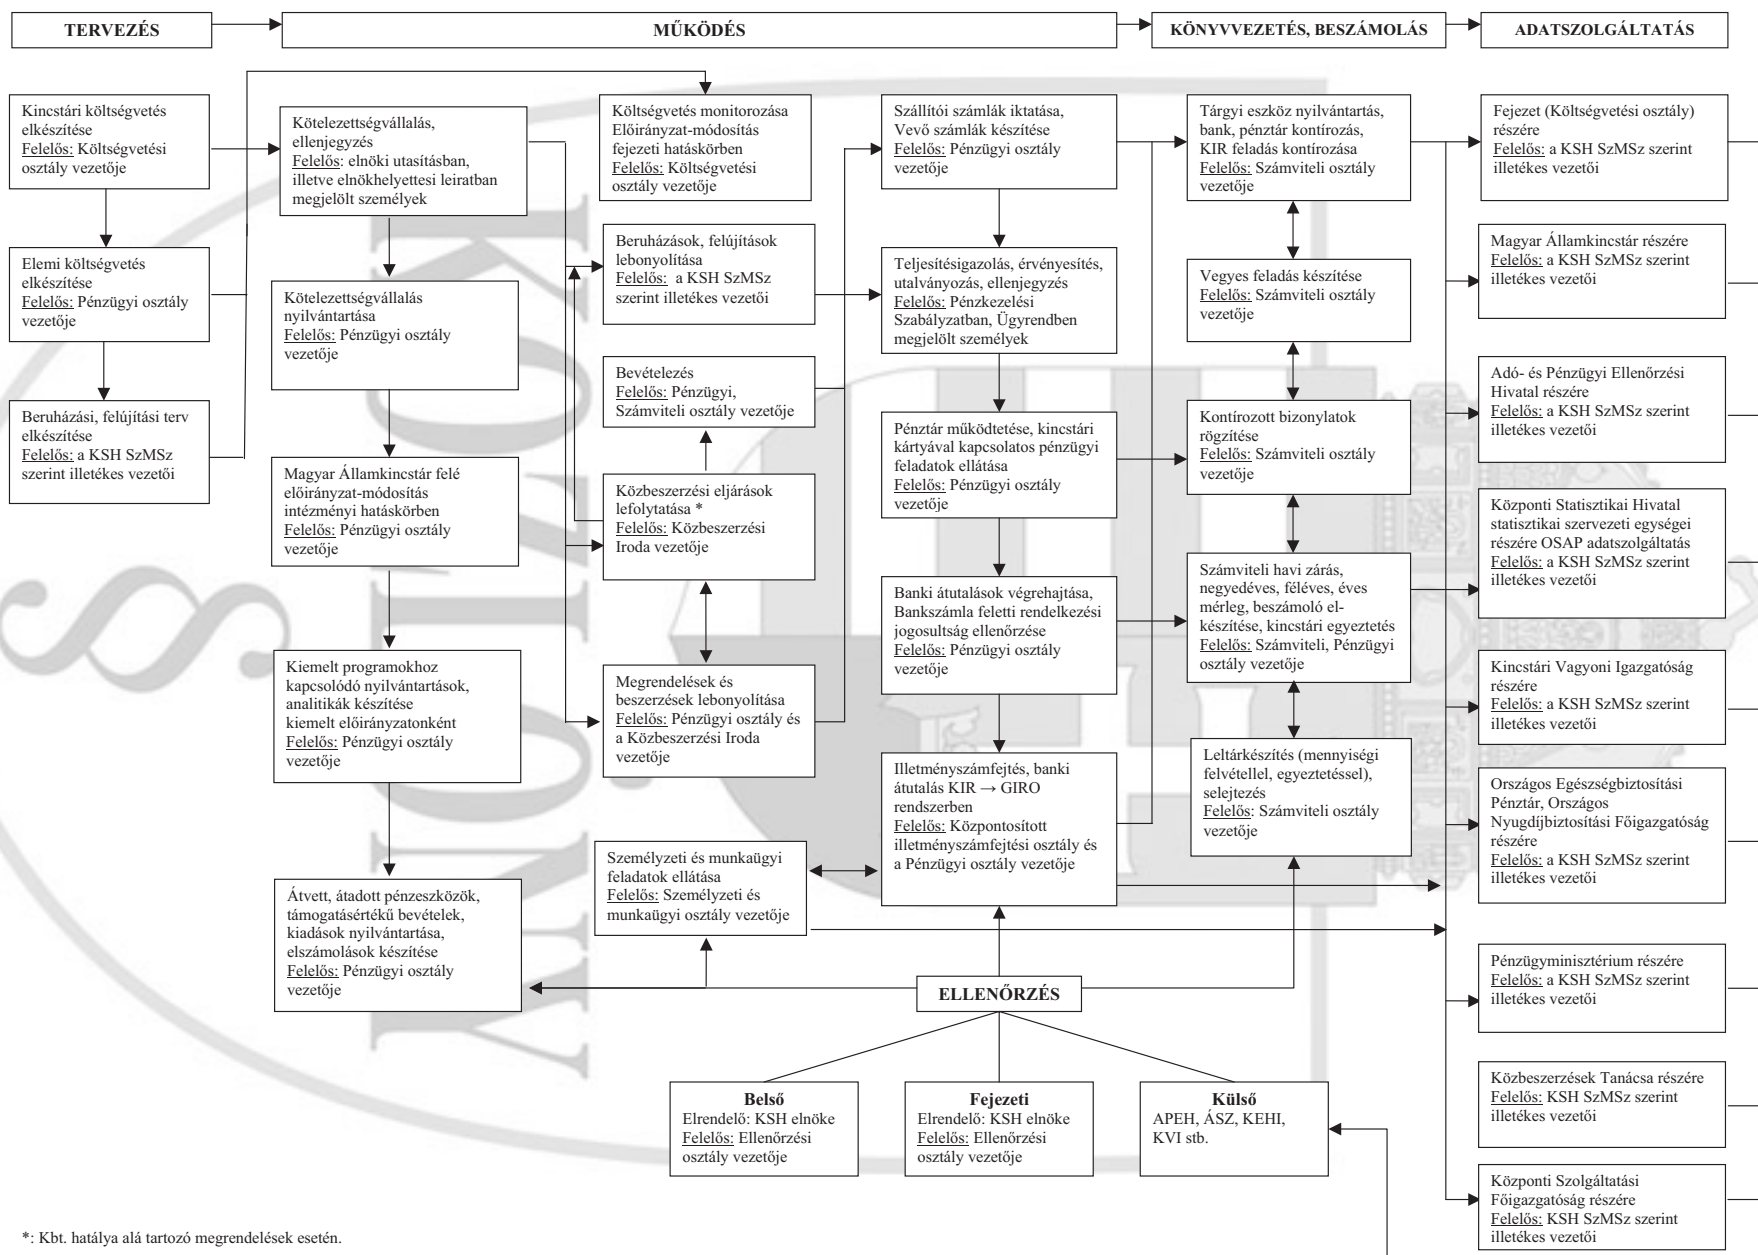 TERVEZÉS
MŰKÖDÉS
KÖNYVVEZETÉS, BESZÁMOLÁS
ADATSZOLGÁLTATÁS
Kincstári költségvetés
elkészítése
Felelős: Költségvetési
osztály vezetője
Elemi költségvetés
elkészítése
Felelős: Pénzügyi osztály
vezetője
Beruházási, felújítási terv
elkészítése
Felelős: a KSH SzMSz
szerint illetékes vezetői
Kötelezettségvállalás,
ellenjegyzés
Felelős: elnöki utasításban,
illetve elnökhelyettesi leiratban
megjelölt személyek
Kötelezettségvállalás
nyilvántartása
Felelős: Pénzügyi osztály
vezetője
Magyar Államkincstár felé
előirányzat-módosítás
intézményi hatáskörben
Felelős: Pénzügyi osztály
vezetője
Kiemelt programokhoz
kapcsolódó nyilvántartások,
analitikák készítése
kiemelt előirányzatonként
Felelős: Pénzügyi osztály
vezetője
Átvett, átadott pénzeszközök,
támogatásértékű bevételek,
kiadások nyilvántartása,
elszámolások készítése
Felelős: Pénzügyi osztály
vezetője
Költségvetés monitorozása
Előirányzat-módosítás
fejezeti hatáskörben
Felelős: Költségvetési
osztály vezetője
Beruházások, felújítások
lebonyolítása
Felelős: a KSH SzMSz
szerint illetékes vezetői
Bevételezés
Felelős: Pénzügyi,
Számviteli osztály vezetője
Közbeszerzési eljárások
lefolytatása *
Felelős: Közbeszerzési
Iroda vezetője
Megrendelések és
beszerzések lebonyolítása
Felelős: Pénzügyi osztály és
a Közbeszerzési Iroda
vezetője
Személyzeti és munkaügyi
feladatok ellátása
Felelős: Személyzeti és
munkaügyi osztály vezetője
Szállítói számlák iktatása,
Vevő számlák készítése
Felelős: Pénzügyi osztály
vezetője
Teljesítésigazolás, érvényesítés,
utalványozás, ellenjegyzés
Felelős: Pénzkezelési
Szabályzatban, Ügyrendben
megjelölt személyek
Pénztár működtetése, kincstári
kártyával kapcsolatos pénzügyi
feladatok ellátása
Felelős: Pénzügyi osztály
vezetője
Banki átutalások végrehajtása,
Bankszámla feletti rendelkezési
jogosultság ellenőrzése
Felelős: Pénzügyi osztály
vezetője
Illetményszámfejtés, banki
átutalás KIR → GIRO
rendszerben
Felelős: Központosított
illetményszámfejtési osztály és
a Pénzügyi osztály vezetője
Tárgyi eszköz nyilvántartás,
bank, pénztár kontírozás,
KIR feladás kontírozása
Felelős: Számviteli osztály
vezetője
Vegyes feladás készítése
Felelős: Számviteli osztály
vezetője
Kontírozott bizonylatok
rögzítése
Felelős: Számviteli osztály
vezetője
Számviteli havi zárás,
negyedéves, féléves, éves
mérleg, beszámoló el-
készítése, kincstári egyeztetés
Felelős: Számviteli, Pénzügyi
osztály vezetője
Leltárkészítés (mennyiségi
felvétellel, egyeztetéssel),
selejtezés
Felelős: Számviteli osztály
vezetője
Fejezet (Költségvetési osztály)
részére
Felelős: a KSH SzMSz szerint
illetékes vezetői
Magyar Államkincstár részére
Felelős: a KSH SzMSz szerint
illetékes vezetői
Adó- és Pénzügyi Ellenőrzési
Hivatal részére
Felelős: a KSH SzMSz szerint
illetékes vezetői
Központi Statisztikai Hivatal
statisztikai szervezeti egységei
részére OSAP adatszolgáltatás
Felelős: a KSH SzMSz szerint
illetékes vezetői
Kincstári Vagyoni Igazgatóság
részére
Felelős: a KSH SzMSz szerint
illetékes vezetői
Országos Egészségbiztosítási
Pénztár, Országos
Nyugdíjbiztosítási Főigazgatóság
részére
Felelős: a KSH SzMSz szerint
illetékes vezetői
Pénzügyminisztérium részére
Felelős: a KSH SzMSz szerint
illetékes vezetői
Közbeszerzések Tanácsa részére
Felelős: KSH SzMSz szerint
illetékes vezetői
Központi Szolgáltatási
Főigazgatóság részére
Felelős: KSH SzMSz szerint
illetékes vezetői
ELLENŐRZÉS
Belső
Elrendelő: KSH elnöke
Felelős: Ellenőrzési
osztály vezetője
Fejezeti
Elrendelő: KSH elnöke
Felelős: Ellenőrzési
osztály vezetője
Külső
APEH, ÁSZ, KEHI,
KVI stb.
*: Kbt. hatálya alá tartozó megrendelések esetén.